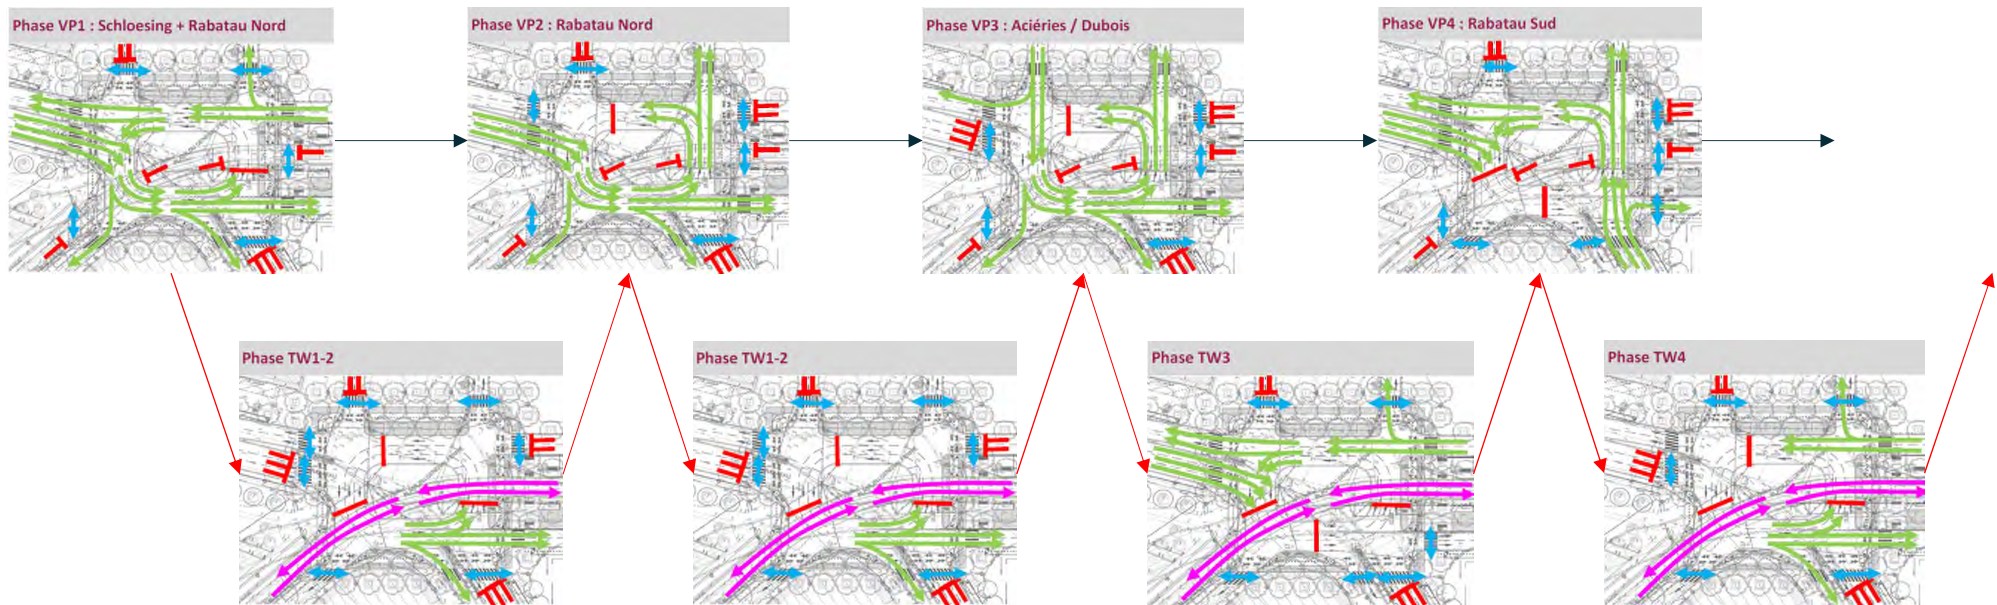 Phase VP1 : Schloesing + Rabatau Nord
Phase VP2 : Rabatau Nord
Phase VP3 : Aciéries / Dubois
Phase VP4 : Rabatau Sud
Phase TW1-2
Phase TW1-2
Phase TW3
Phase TW4